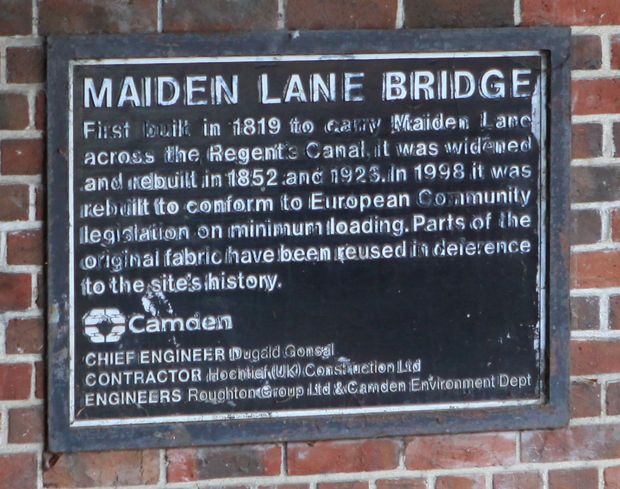 MAIDEN LANE BRIDGE
First built in 1819 to carry Maiden Lane
across the Regent's Canal, it was widened
and rebuilt in 1852 and 1925. In 1998 it was
rebuilt to conform to European Community
legislation on minimum loading. Parts of the
original fabric have been reused in deference
to the site's history.
Camden
CHIEF ENGINEER Dugald Gonsal
CONTRACTOR Hochtief (UK) Construction Ltd
ENGINEERS Roughton Group Ltd & Camden Environment Dept